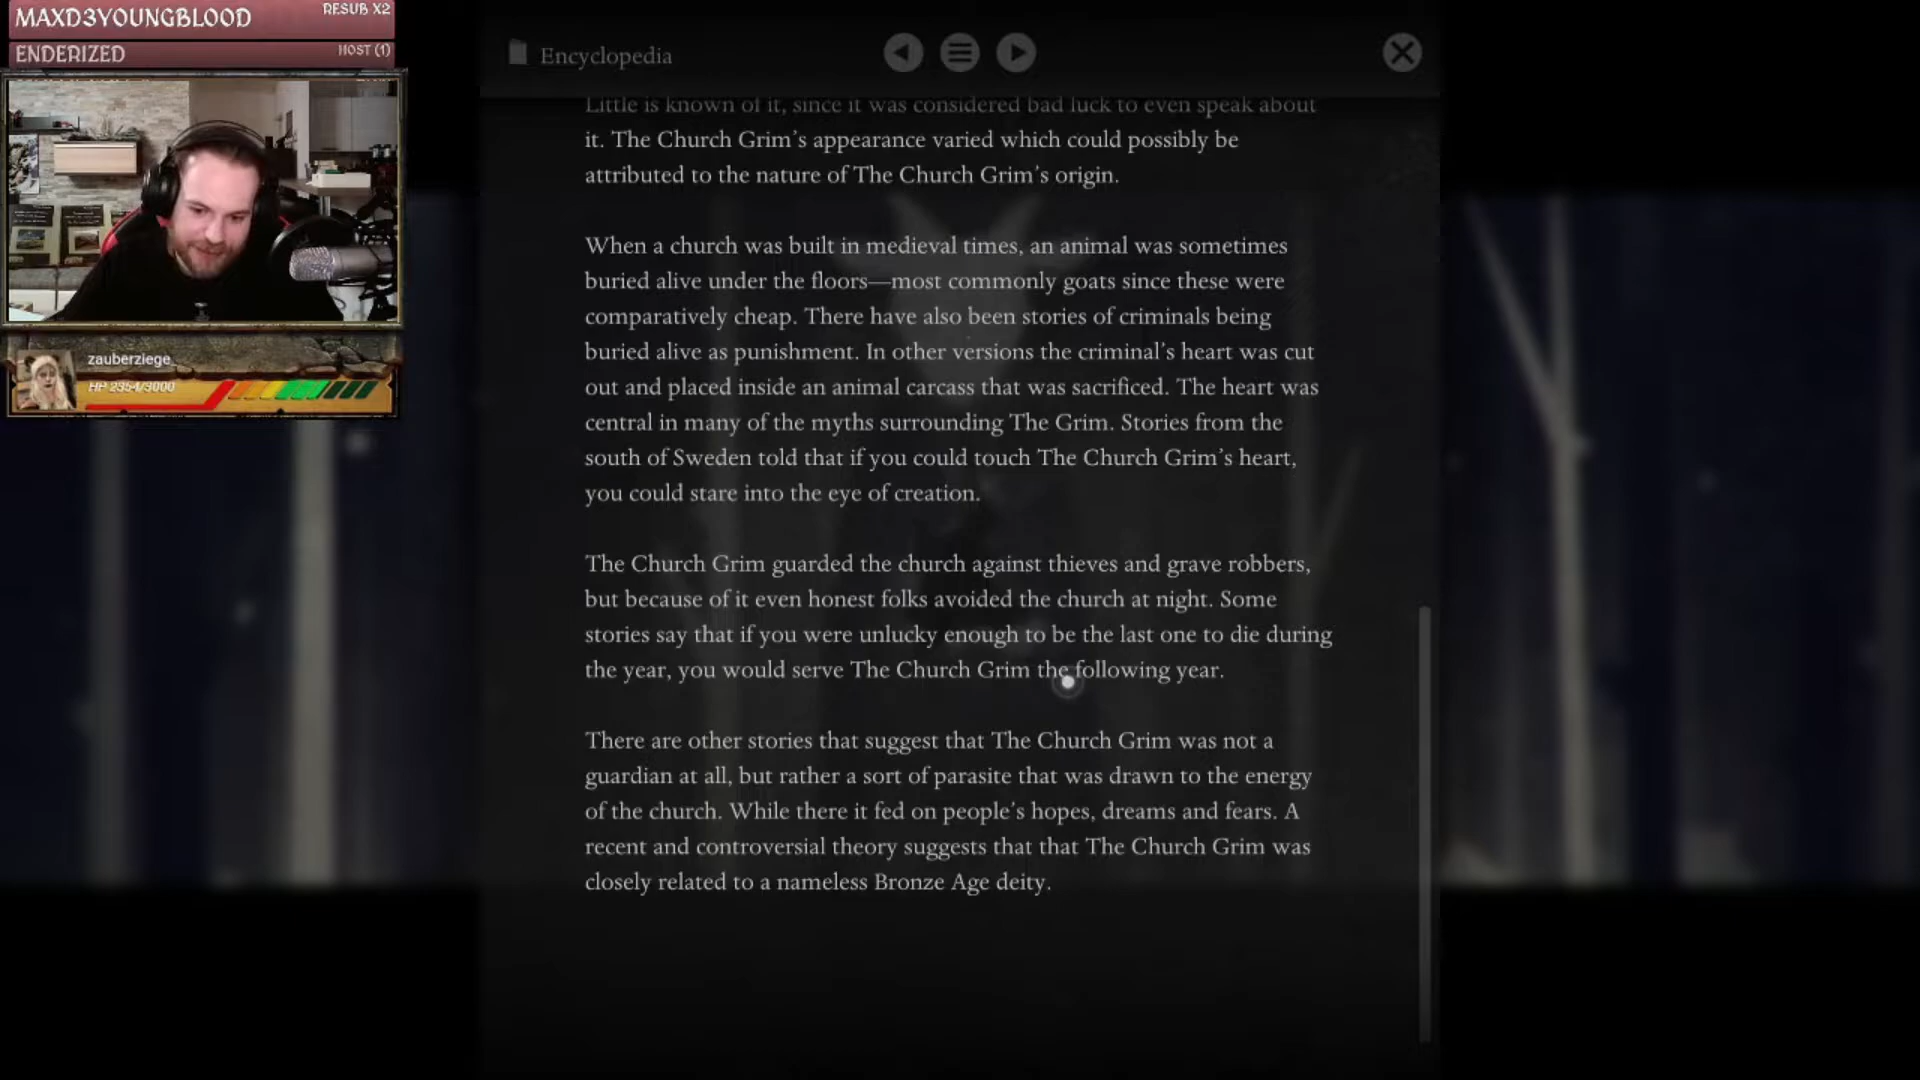 MAXD3YOUNGBLOOD
RESUB X2
ENDERIZED
HOST (1)
zauberziege
HP 2354/3000
Encyclopedia
Little is known of it, since it was considered bad luck to even speak about
it. The Church Grim's appearance varied which could possibly be
attributed to the nature of The Church Grim's origin.
When a church was built in medieval times, an animal was sometimes
buried alive under the floors—most commonly goats since these were
comparatively cheap. There have also been stories of criminals being
buried alive as punishment. In other versions the criminal's heart was cut
out and placed inside an animal carcass that was sacrificed. The heart was
central in many of the myths surrounding The Grim. Stories from the
south of Sweden told that if you could touch The Church Grim's heart,
you could stare into the eye of creation.
The Church Grim guarded the church against thieves and grave robbers,
but because of it even honest folks avoided the church at night. Some
stories say that if you were unlucky enough to be the last one to die during
the year, you would serve The Church Grim the following year.
There are other stories that suggest that The Church Grim was not a
guardian at all, but rather a sort of parasite that was drawn to the energy
of the church. While there it fed on people's hopes, dreams and fears. A
recent and controversial theory suggests that that The Church Grim was
closely related to a nameless Bronze Age deity.